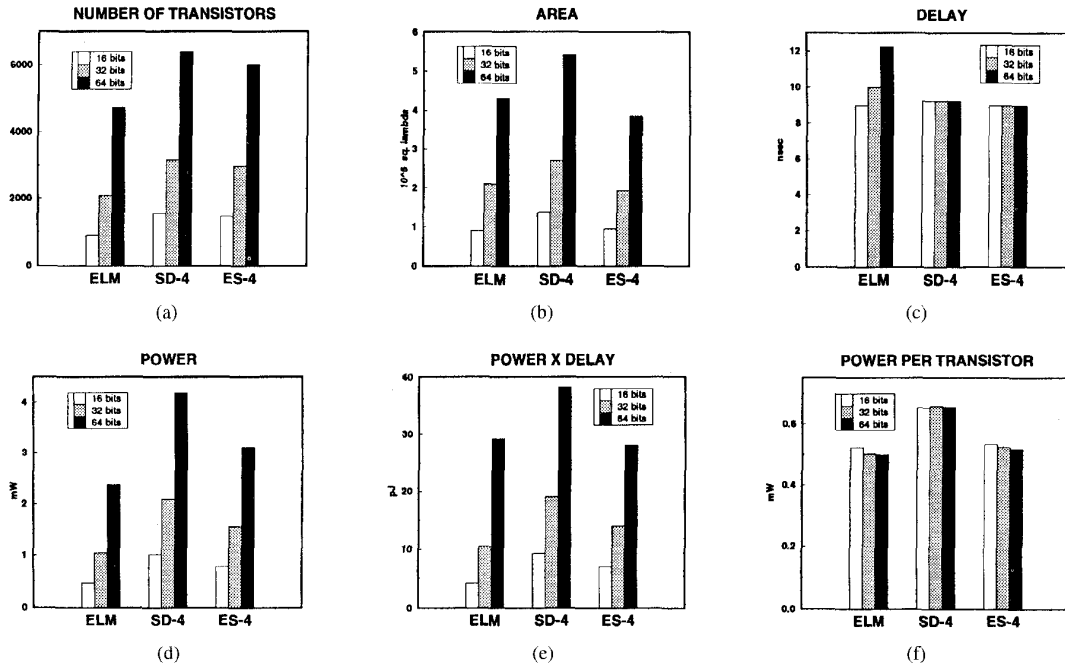 NUMBER OF TRANSISTORS
16 bits
32 bits
64 bits
6000
4000
2000
0
ELM SD-4 ES-4
(a)
AREA
16 bits
32 bits
64 bits
10^6 sq. lambda
6
5
4
3
2
1
0
ELM SD-4 ES-4
(b)
DELAY
16 bits
32 bits
64 bits
nsec
12
10
8
6
4
2
0
ELM SD-4 ES-4
(c)
POWER
16 bits
32 bits
64 bits
mW
4
3
2
1
0
ELM SD-4 ES-4
(d)
POWER X DELAY
16 bits
32 bits
64 bits
pJ
40
30
20
10
0
ELM SD-4 ES-4
(e)
POWER PER TRANSISTOR
16 bits
32 bits
64 bits
mW
0.6
0.4
0.2
0.0
ELM SD-4 ES-4
(f)